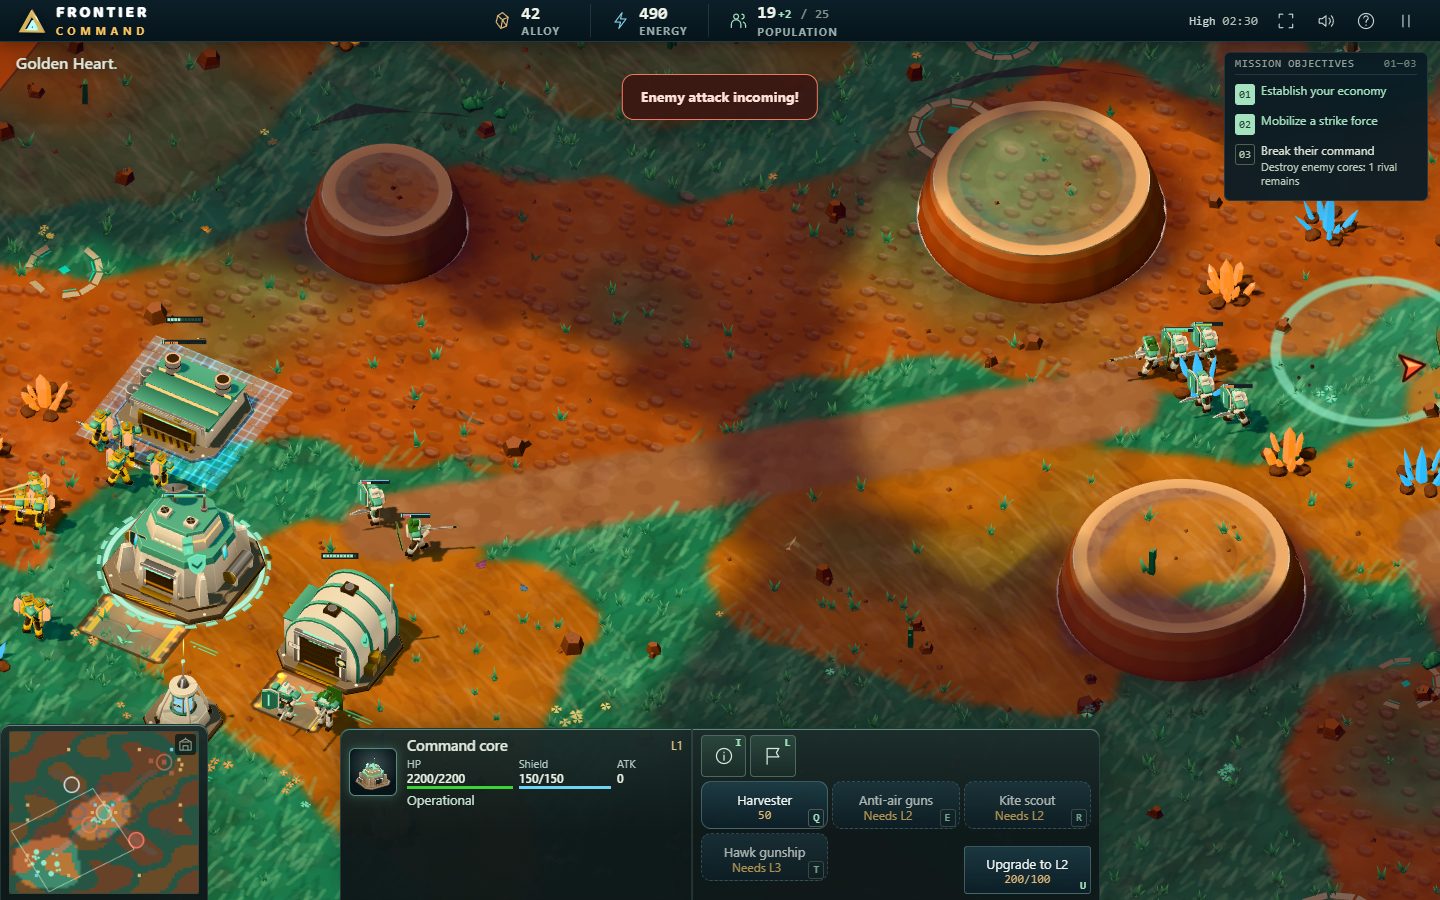 FRONTIER
COMMAND
42
ALLOY
490
ENERGY
19 +2 / 25
POPULATION
High 02:30
Golden Heart.
Enemy attack incoming!
MISSION OBJECTIVES 01—03
01 Establish your economy
02 Mobilize a strike force
03 Break their command
Destroy enemy cores: 1 rival
remains
Command core L1
HP Shield ATK
2200/2200 150/150 0
Operational
I L
Harvester
50 Q
Anti-air guns
Needs L2 E
Kite scout
Needs L2 R
Hawk gunship
Needs L3 T
Upgrade to L2
200/100 U